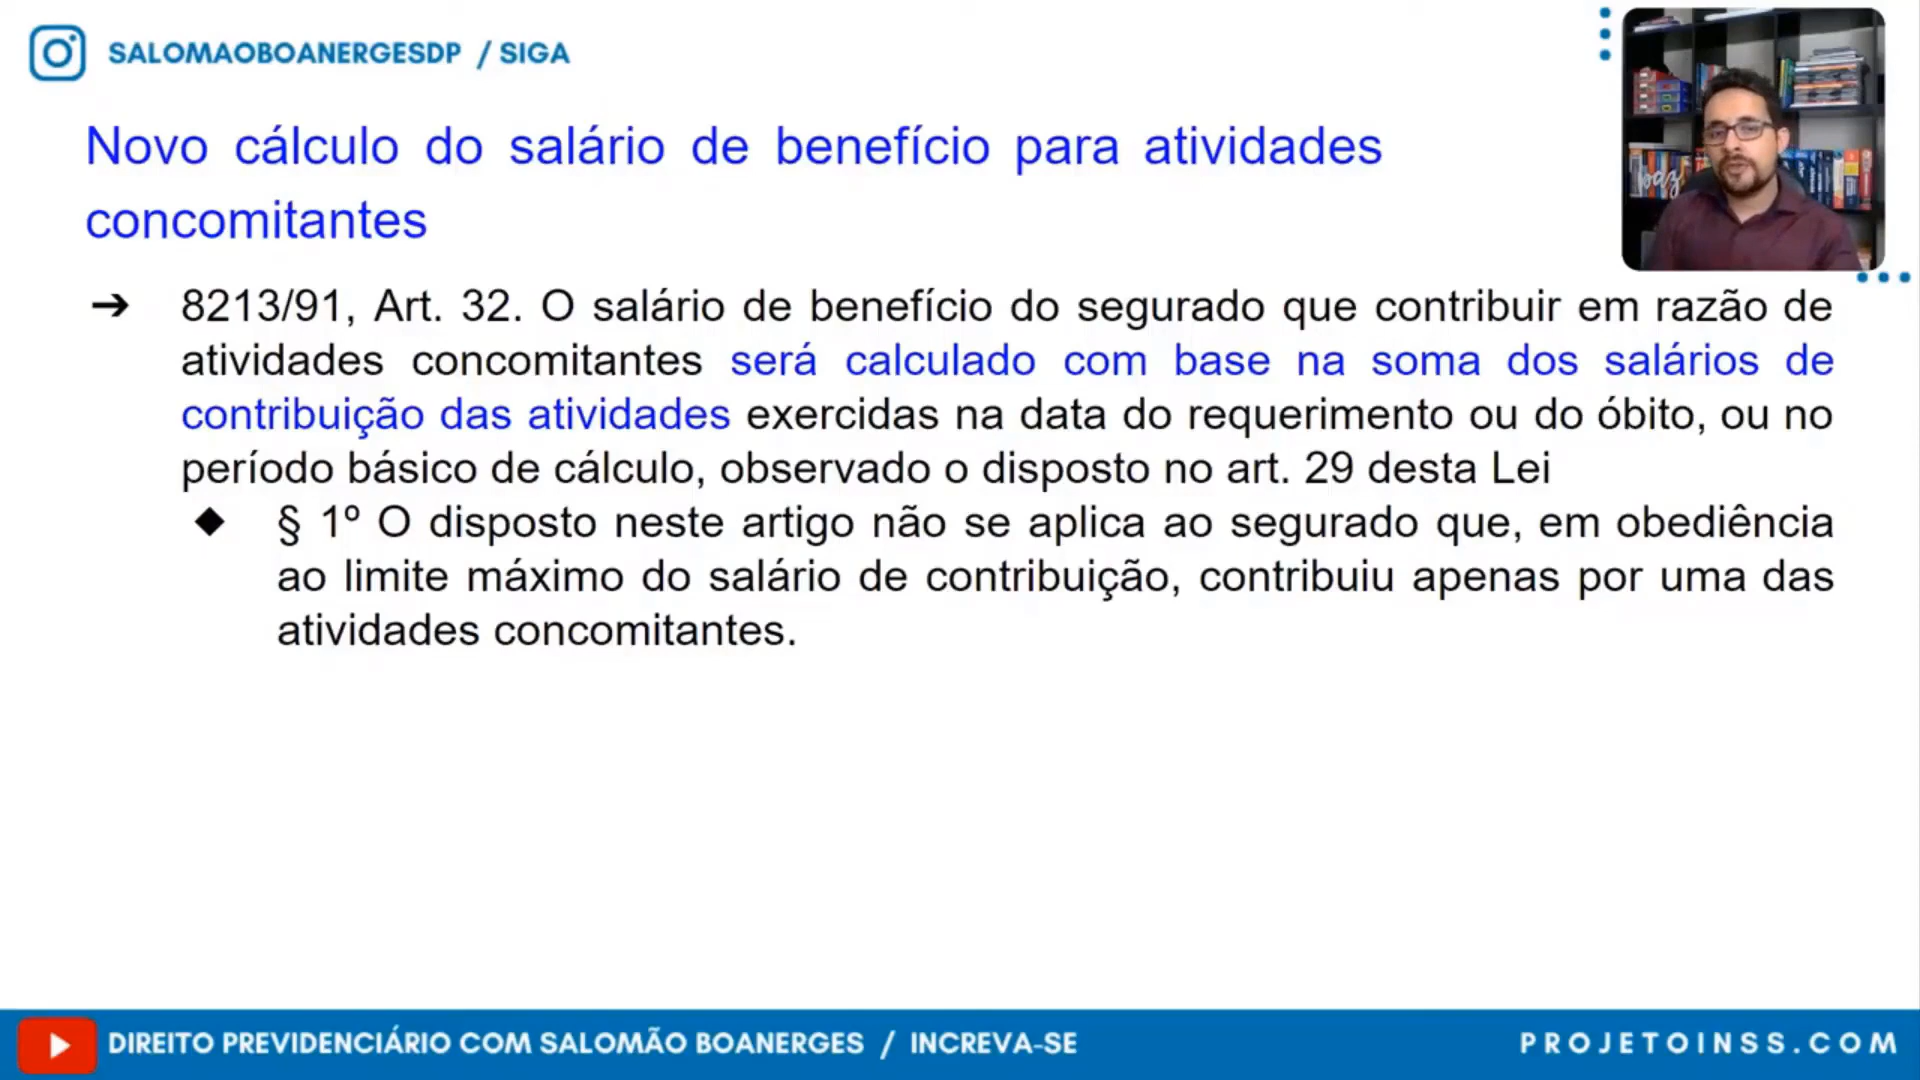 SALOMAOBOANERGESDP / SIGA
Novo cálculo do salário de benefício para atividades
concomitantes
➔ 8213/91, Art. 32. O salário de benefício do segurado que contribuir em razão de
atividades concomitantes será calculado com base na soma dos salários de
contribuição das atividades exercidas na data do requerimento ou do óbito, ou no
período básico de cálculo, observado o disposto no art. 29 desta Lei
◆ § 1º O disposto neste artigo não se aplica ao segurado que, em obediência
ao limite máximo do salário de contribuição, contribuiu apenas por uma das
atividades concomitantes.
DIREITO PREVIDENCIÁRIO COM SALOMÃO BOANERGES / INCREVA-SE
PROJETOINSS.COM